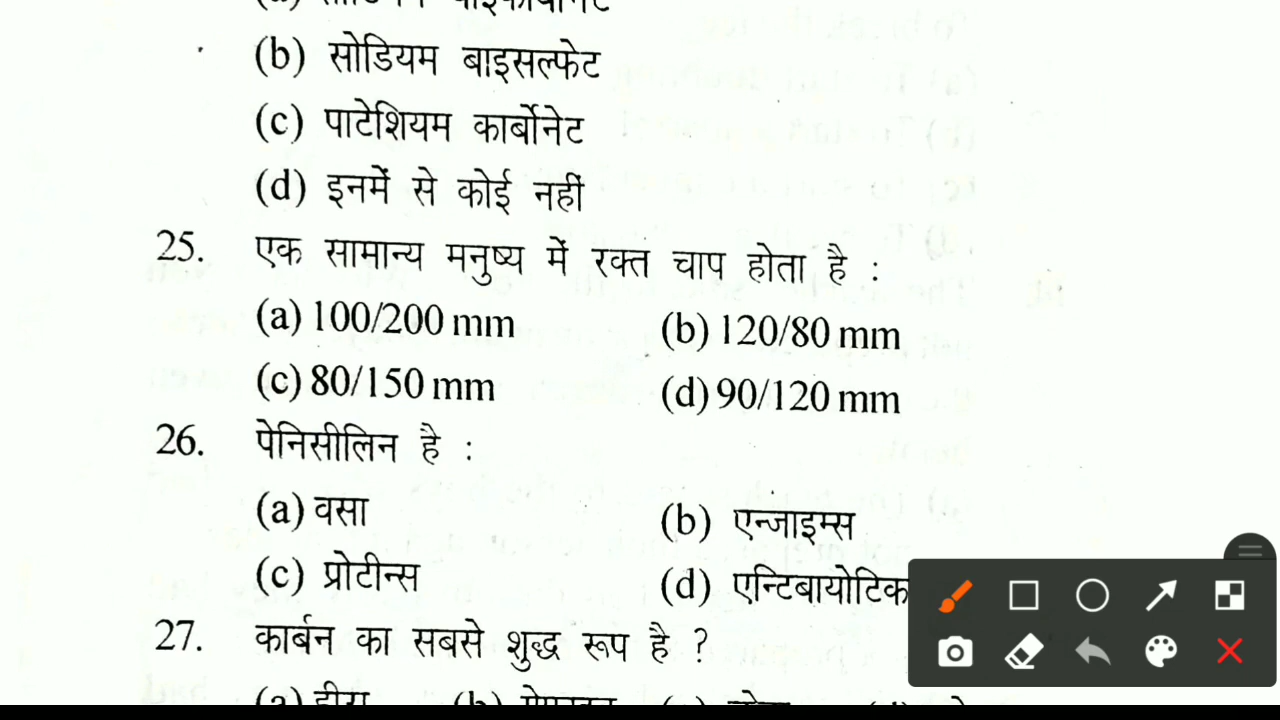 (b) सोडियम बाइसल्फेट
(c) पाटेशियम कार्बोनेट
(d) इनमें से कोई नहीं
25. एक सामान्य मनुष्य में रक्त चाप होता है :
(a) 100/200 mm (b) 120/80 mm
(c) 80/150 mm (d) 90/120 mm
26. पेनिसीलिन है :
(a) वसा (b) एन्जाइम्स
(c) प्रोटीन्स (d) एन्टिबायोटिक
27. कार्बन का सबसे शुद्ध रूप है ?